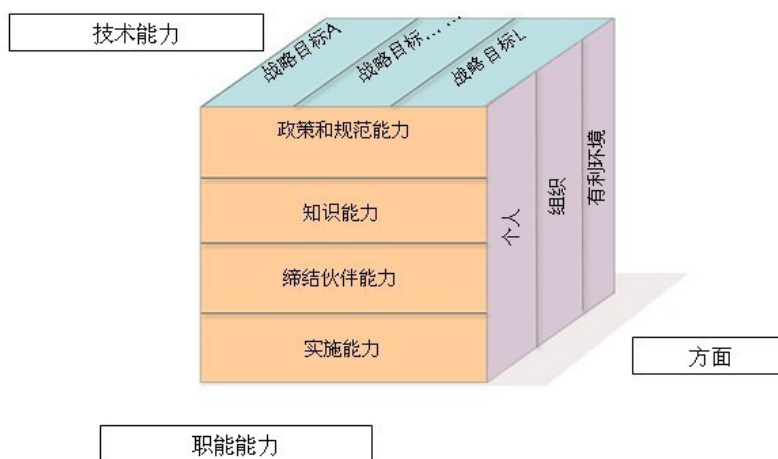 技术能力
战略目标A
战略目标... ...
战略目标L
政策和规范能力
知识能力
缔结伙伴能力
实施能力
个人
组织
有利环境
方面
职能能力